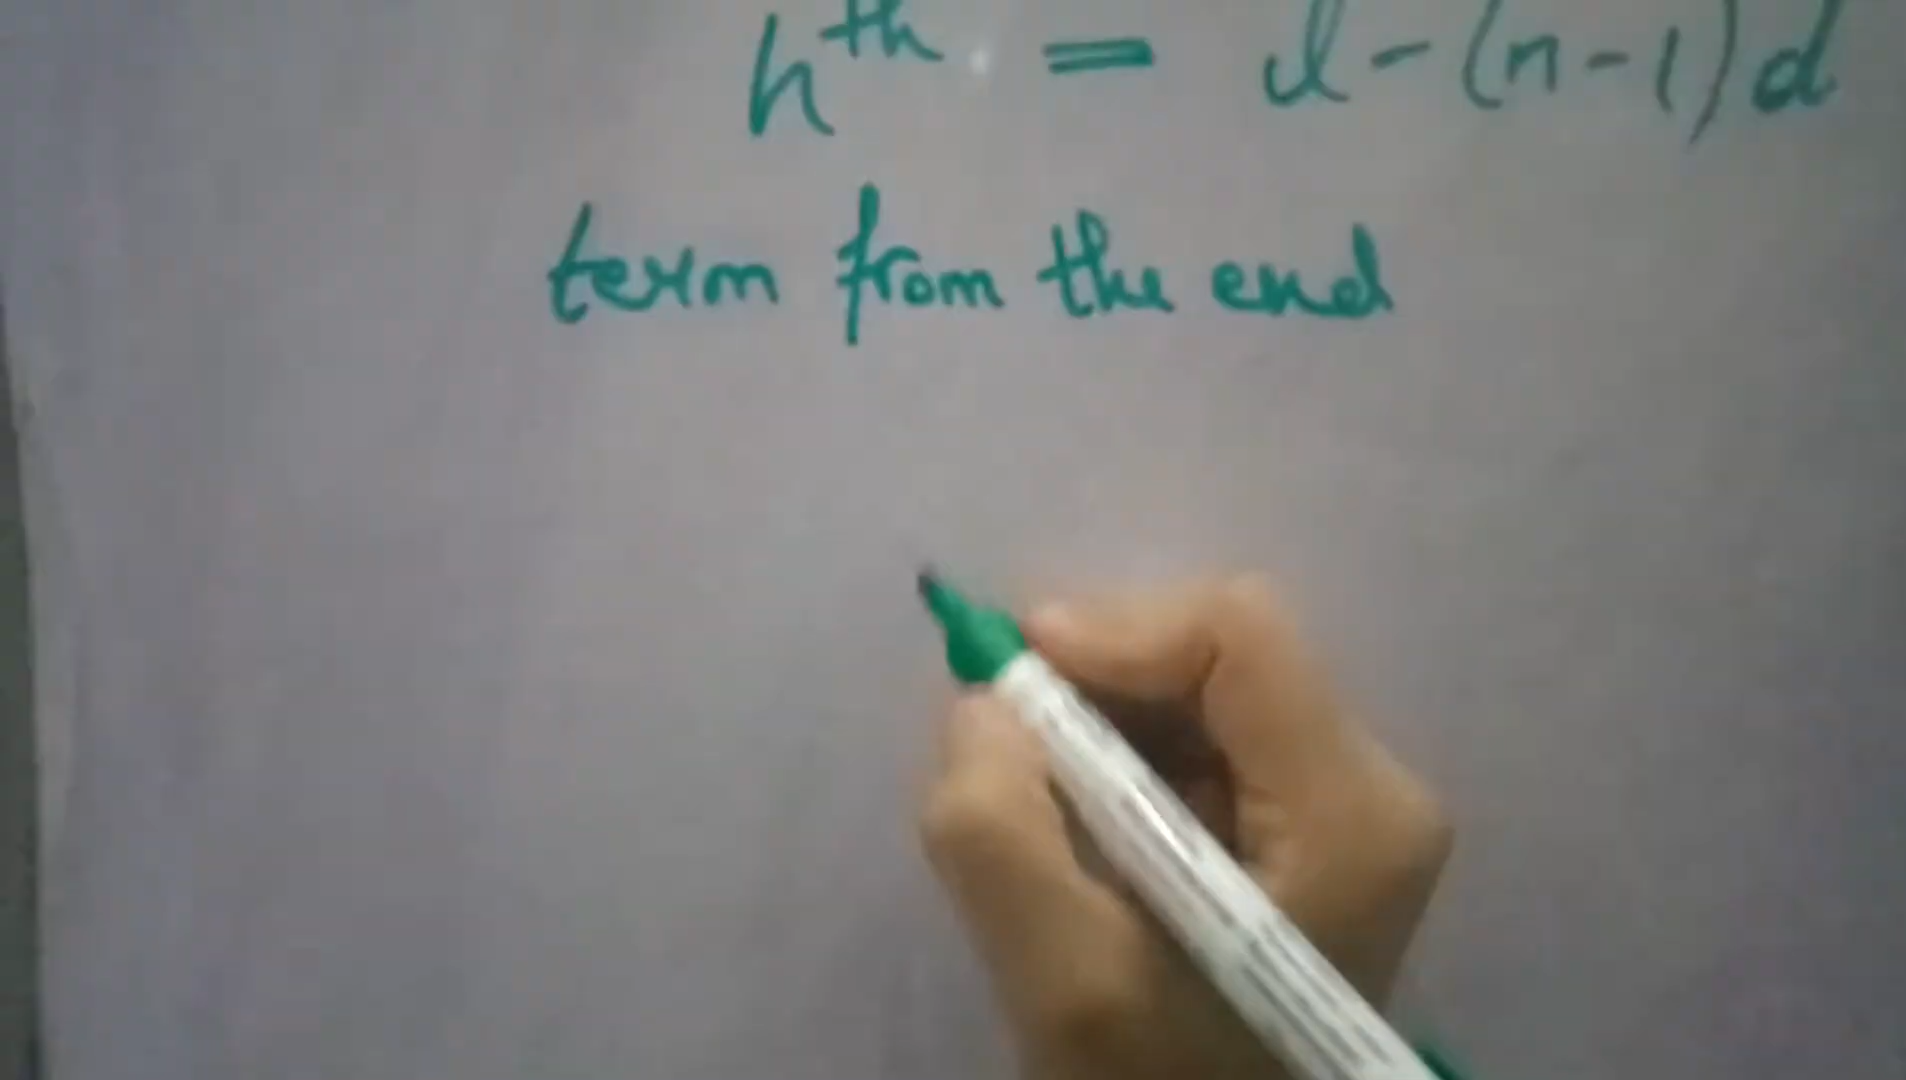 nth = l - (n-1)d
term from the end